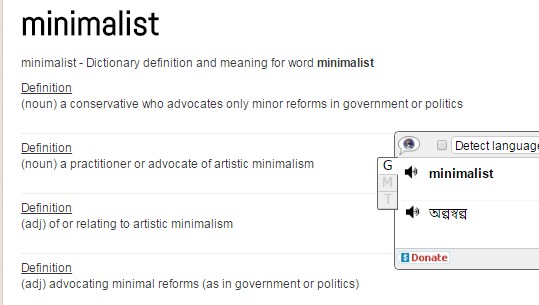 minimalist
minimalist - Dictionary definition and meaning for word minimalist
Definition
(noun) a conservative who advocates only minor reforms in government or politics
Definition
(noun) a practitioner or advocate of artistic minimalism
Definition
(adj) of or relating to artistic minimalism
Definition
(adj) advocating minimal reforms (as in government or politics)
Detect language
G
M
T
minimalist
অল্পস্বল্প
Donate